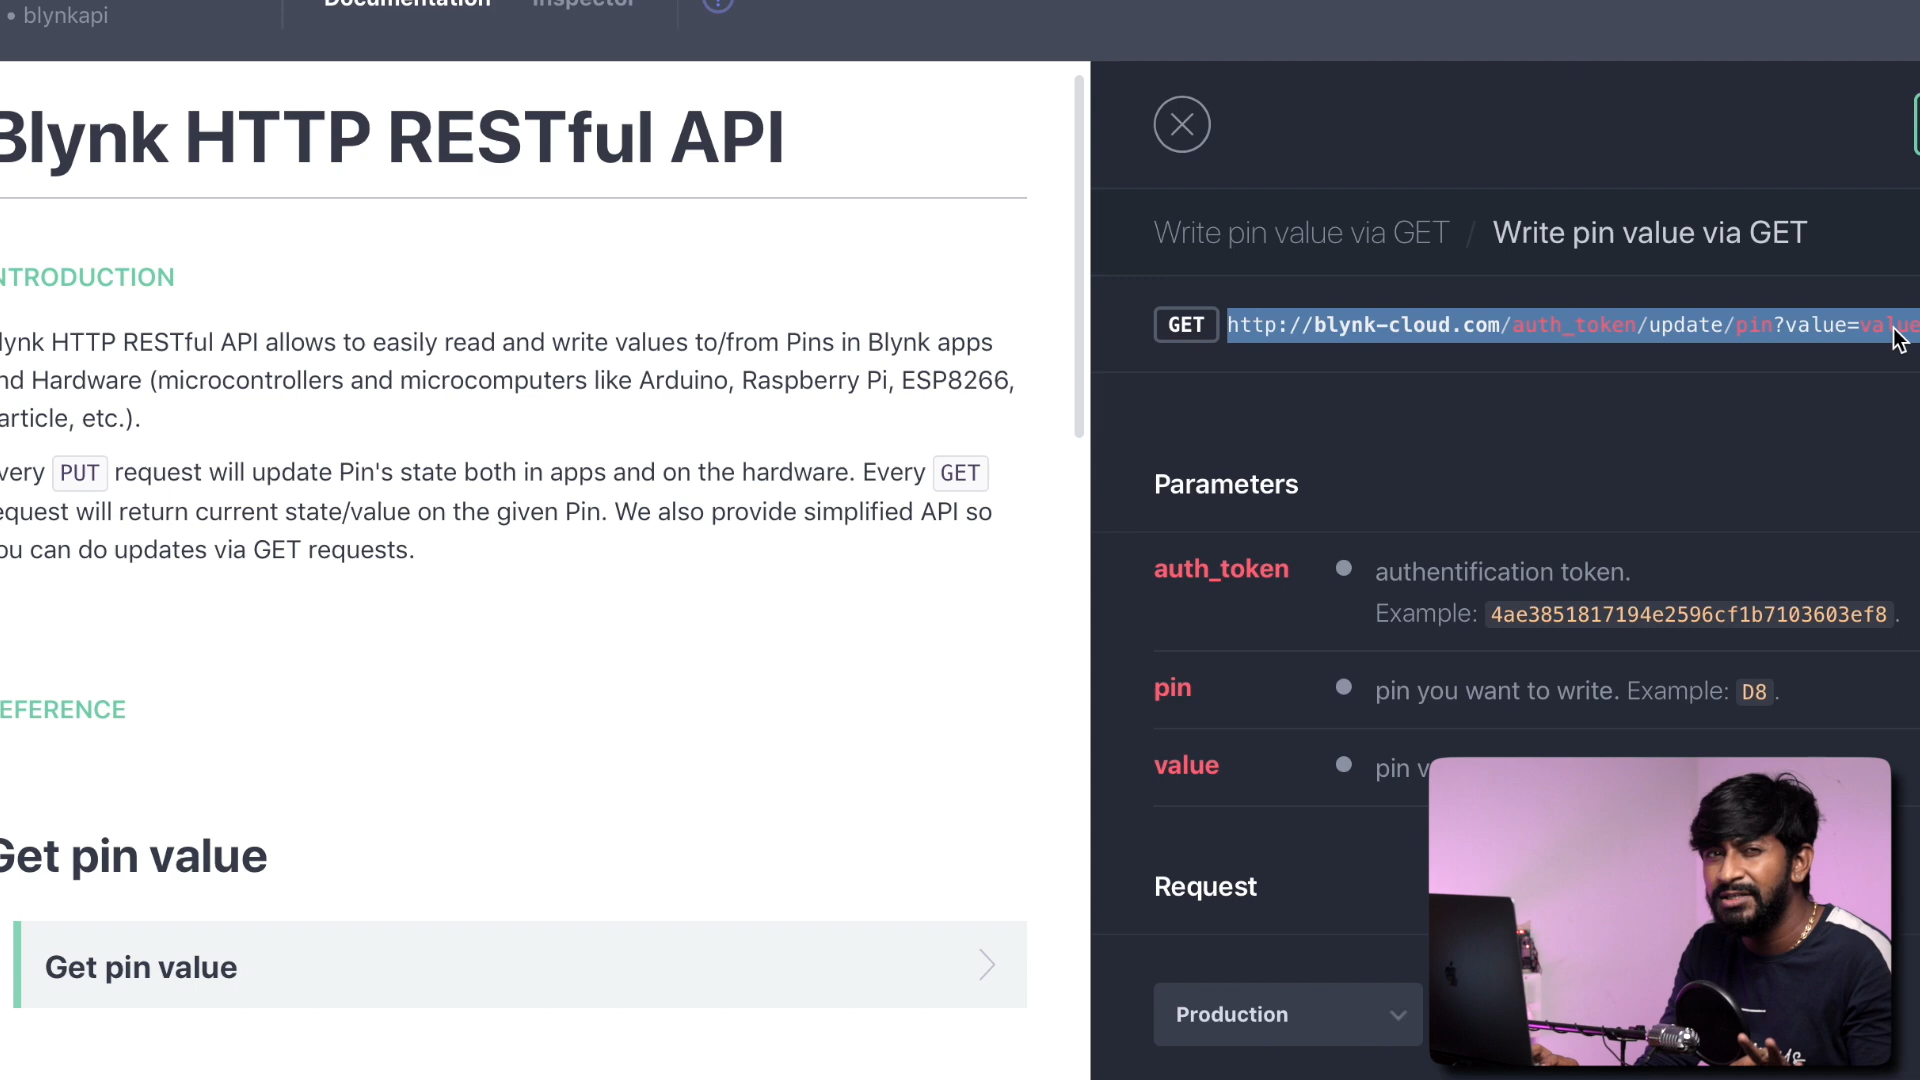 • blynkapi
Documentation
Inspector
Blynk HTTP RESTful API
NTRODUCTION
lynk HTTP RESTful API allows to easily read and write values to/from Pins in Blynk apps
nd Hardware (microcontrollers and microcomputers like Arduino, Raspberry Pi, ESP8266,
article, etc.).
very PUT request will update Pin's state both in apps and on the hardware. Every GET
equest will return current state/value on the given Pin. We also provide simplified API so
ou can do updates via GET requests.
EFERENCE
Get pin value
Get pin value
Write pin value via GET / Write pin value via GET
GET http://blynk-cloud.com/auth_token/update/pin?value=value
Parameters
auth_token
authentification token.
Example: 4ae3851817194e2596cf1b7103603ef8.
pin
pin you want to write. Example: D8.
value
pin v
Request
Production